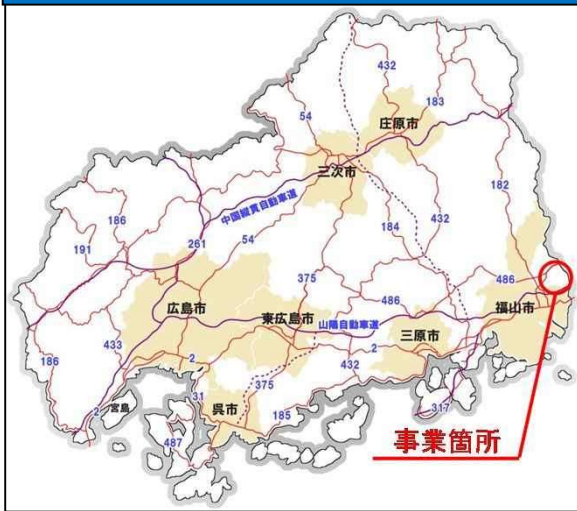 432
54
183
庄原市
三次市
182
中国縦貫自動車道
186
191
261
54
184
432
375
486
486
広島市
東広島市
山陽自動車道
福山市
三原市
186
433
2
2
432
375
31
185
317
宮島
2
呉市
487
事業箇所